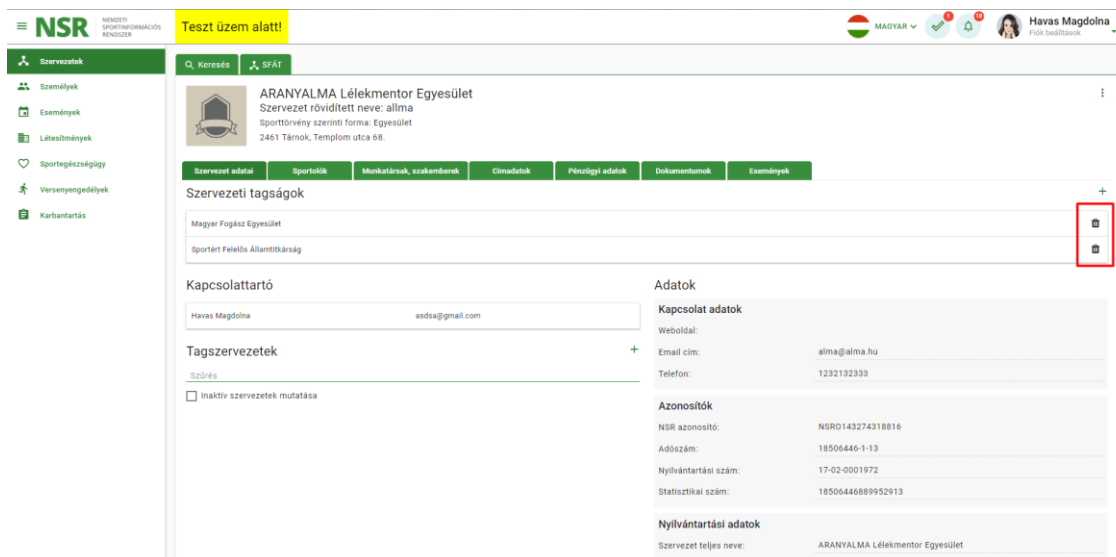 NSR
NEMZETI
SPORTINFORMÁCIÓS
RENDSZER
Teszt üzem alatt!
MAGYAR
1
10
Havas Magdolna
Fiók beállítások
Szervezetek
Személyek
Események
Létesítmények
Sportegészségügy
Versenyengedélyek
Karbantartás
Keresés
SFÁT
ARANYALMA Lélekmentor Egyesület
Szervezet rövidített neve: allma
Sporttörvény szerinti forma: Egyesület
2461 Tárnok, Templom utca 68.
Szervezet adatai
Sportolók
Munkatársak, szakemberek
Címadatok
Pénzügyi adatok
Dokumentumok
Események
Szervezeti tagságok
Magyar Fogász Egyesület
Sportért Felelős Államtitkárság
Kapcsolattartó
Havas Magdolna asdsa@gmail.com
Tagszervezetek
Szűrés
Inaktív szervezetek mutatása
Adatok
Kapcsolat adatok
Weboldal:
Email cím: alma@alma.hu
Telefon: 1232132333
Azonosítók
NSR azonosító: NSRO143274318816
Adószám: 18506446-1-13
Nyilvántartási szám: 17-02-0001972
Statisztikai szám: 18506446889952913
Nyilvántartási adatok
Szervezet teljes neve: ARANYALMA Lélekmentor Egyesület